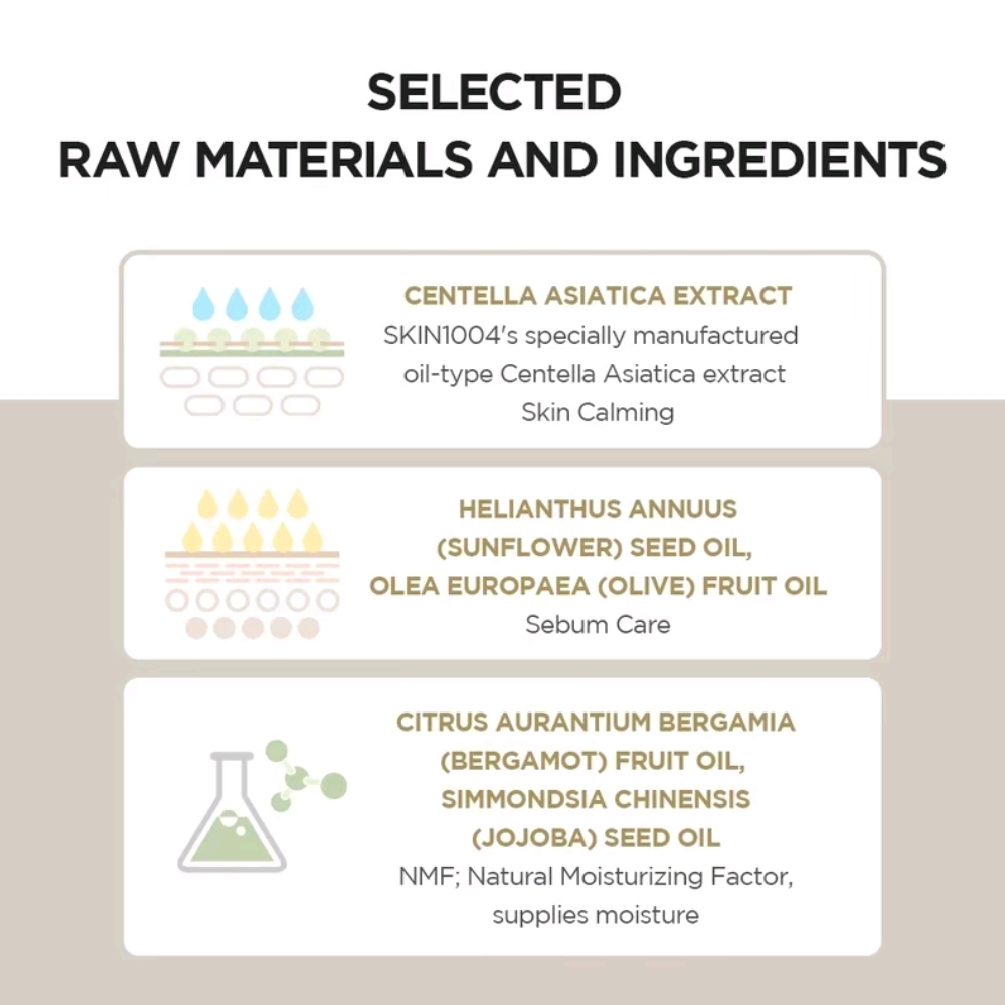 SELECTED
RAW MATERIALS AND INGREDIENTS
CENTELLA ASIATICA EXTRACT
SKIN1004's specially manufactured
oil-type Centella Asiatica extract
Skin Calming
HELIANTHUS ANNUUS
(SUNFLOWER) SEED OIL,
OLEA EUROPAEA (OLIVE) FRUIT OIL
Sebum Care
CITRUS AURANTIUM BERGAMIA
(BERGAMOT) FRUIT OIL,
SIMMONDSIA CHINENSIS
(JOJOBA) SEED OIL
NMF; Natural Moisturizing Factor,
supplies moisture